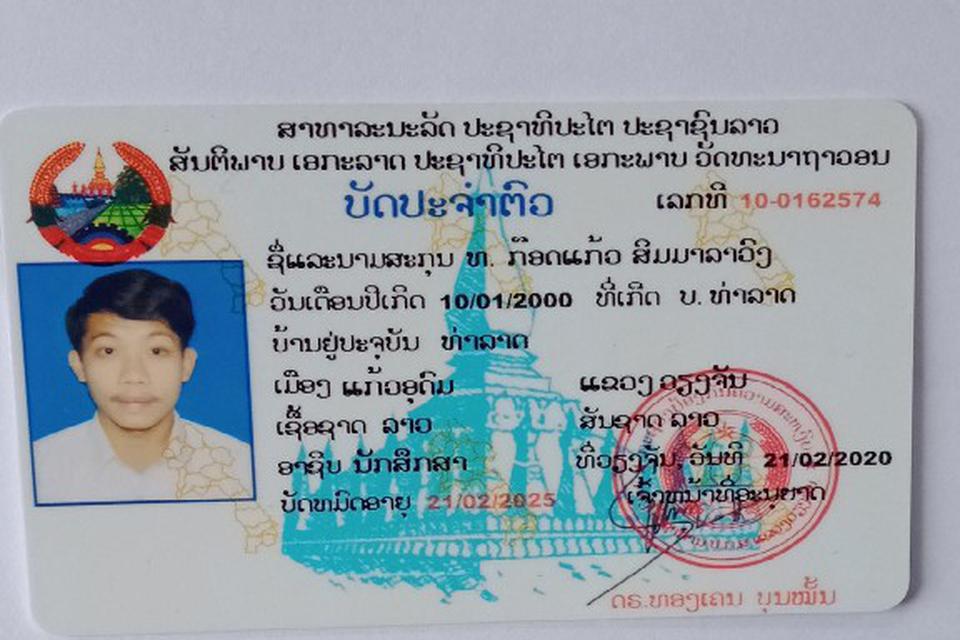 ສາທາລະນະລັດ ປະຊາທິປະໄຕ ປະຊາຊົນລາວ
ສັນຕິພາບ ເອກະລາດ ປະຊາທິປະໄຕ ເອກະພາບ ວັດທະນາຖາວອນ
ບັດປະຈຳຕົວ
ເລກທີ 10-0162574
ຊື່ແລະນາມສະກຸນ ທ. ກ໊ອດແກ້ວ ສິມມາລາວົງ
ວັນເດືອນປີເກີດ 10/01/2000 ທີ່ເກີດ ບ. ທ່າລາດ
ບ້ານຢູ່ປະຈຸບັນ ທ່າລາດ
ເມືອງ ແກ້ວອຸດົມ ແຂວງ ວຽງຈັນ
ເຊື້ອຊາດ ລາວ ສັນຊາດ ລາວ
ອາຊີບ ນັກສຶກສາ ທີ່ວຽງຈັນ ວັນທີ 21/02/2020
ບັດຫມົດອາຍຸ 21/02/2025 ເຈົ້າຫນ້າທີ່ອະນຸຍາດ
ດຣ.ທອງເຄນ ບຸນໝັ້ນ